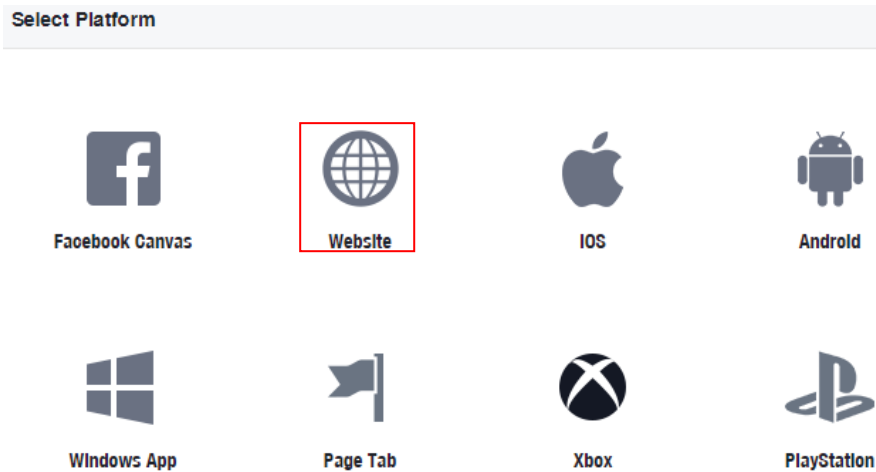 Select Platform
Facebook Canvas
Website
IOS
Android
Windows App
Page Tab
Xbox
PlayStation